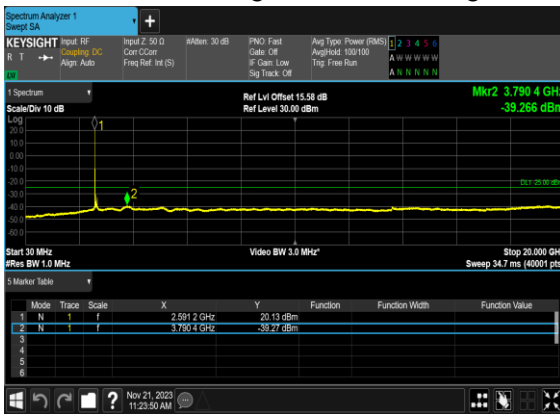 Spectrum Analyzer 1
Swept SA
KEYSIGHT Input: RF Input Z: 50 Ω #Atten: 30 dB PNO: Fast Avg Type: Power (RMS) 1 2 3 4 5 6
R T Coupling: DC Corr CCorr Gate: Off Avg|Hold: 100/100 A W W W W W
Align: Auto Freq Ref: Int (S) IF Gain: Low Trig: Free Run
Sig Track: Off A N N N N N
LXI
1 Spectrum Ref Lvl Offset 15.58 dB Mkr2 3.790 4 GHz
Scale/Div 10 dB Ref Level 30.00 dBm -39.266 dBm
Log
20.0
10.0
0.00
-10.0
-20.0
-30.0
-40.0
-50.0
-60.0
1
2
DL1 -25.00 dBm
Start 30 MHz Video BW 3.0 MHz* Stop 20.000 GHz
#Res BW 1.0 MHz Sweep 34.7 ms (40001 pts)
5 Marker Table
Mode Trace Scale X Y Function Function Width Function Value
1 N 1 f 2.591 2 GHz 20.13 dBm
2 N 1 f 3.790 4 GHz -39.27 dBm
3
4
5
6
? Nov 21, 2023
11:23:50 AM